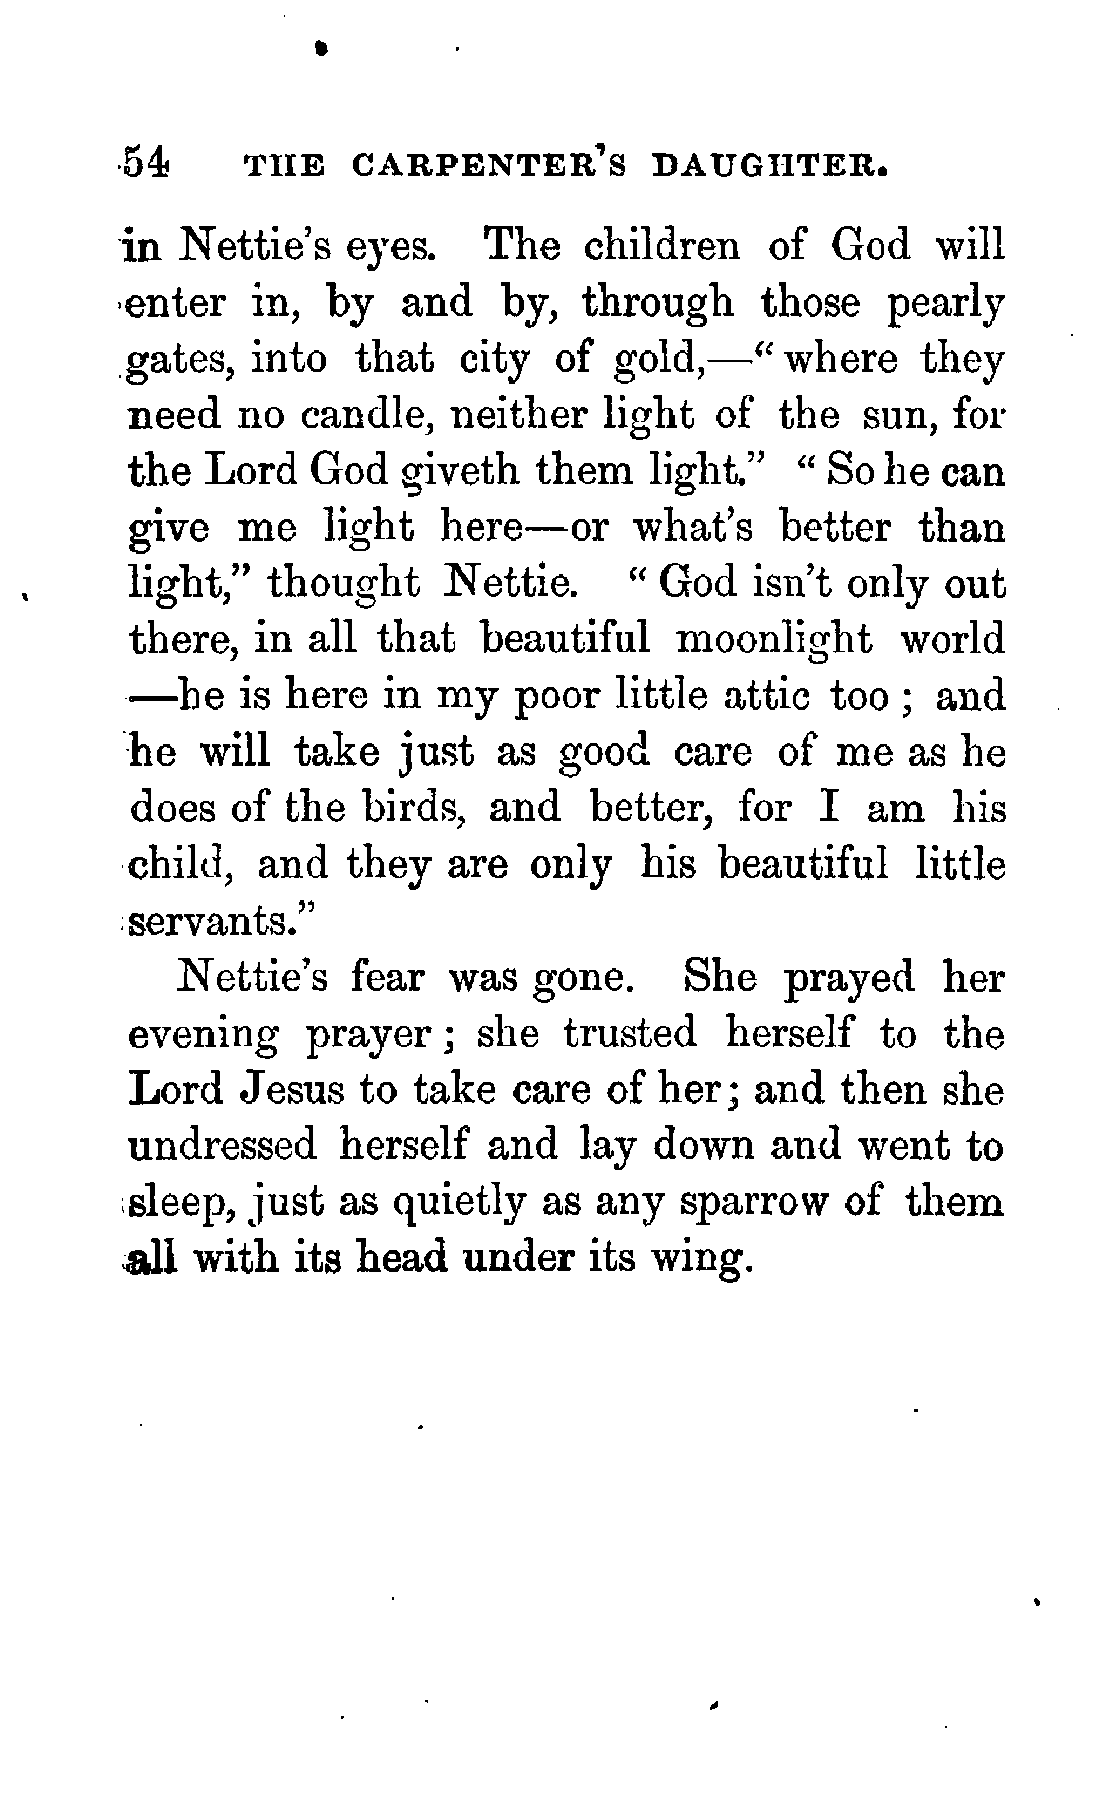 54 THE CARPENTER'S DAUGHTER.
in Nettie's eyes. The children of God will
enter in, by and by, through those pearly
gates, into that city of gold,—" where they
need no candle, neither light of the sun, for
the Lord God giveth them light." " So he can
give me light here—or what's better than
light," thought Nettie. " God isn't only out
there, in all that beautiful moonlight world
—he is here in my poor little attic too ; and
he will take just as good care of me as he
does of the birds, and better, for I am his
child, and they are only his beautiful little
servants."
Nettie's fear was gone. She prayed her
evening prayer ; she trusted herself to the
Lord Jesus to take care of her ; and then she
undressed herself and lay down and went to
sleep, just as quietly as any sparrow of them
all with its head under its wing.